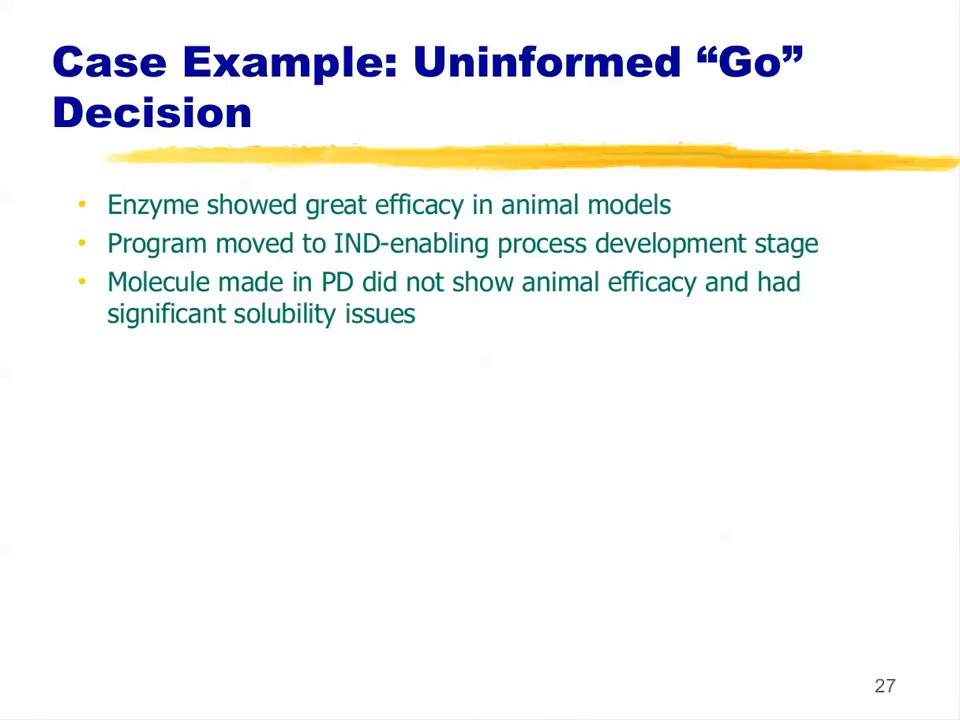 Case Example: Uninformed “Go”
Decision
• Enzyme showed great efficacy in animal models
• Program moved to IND-enabling process development stage
• Molecule made in PD did not show animal efficacy and had
significant solubility issues
27